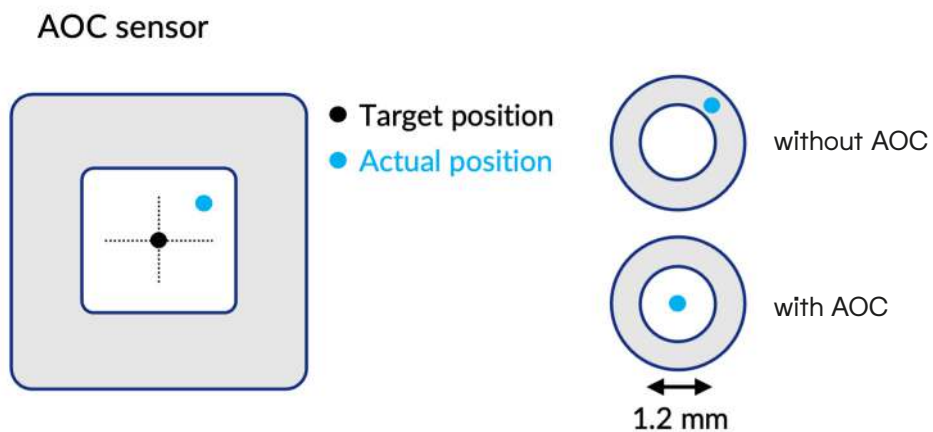 AOC sensor
Target position
Actual position
without AOC
with AOC
1.2 mm